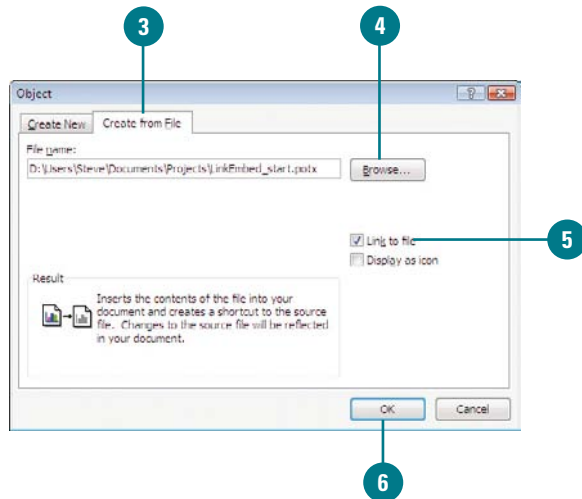 3
4
Object
Create New
Create from File
File name:
D:\Users\Steve\Documents\Projects\LinkEmbed_start.potx
Browse...
Link to file
5
Display as icon
Result
Inserts the contents of the file into your
document and creates a shortcut to the source
file. Changes to the source file will be reflected
in your document.
OK
Cancel
6